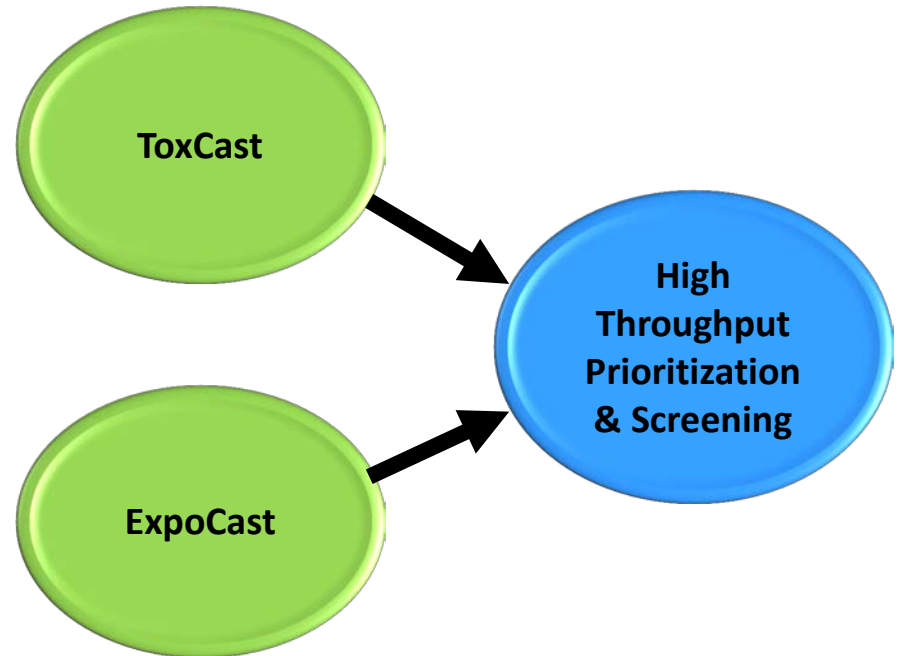 ToxCast
High
Throughput
Prioritization
& Screening
ExpoCast